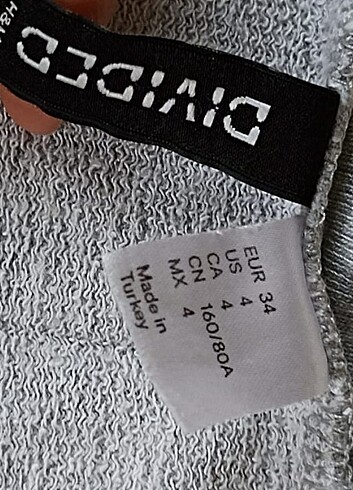 DIVIDED
H&M
EUR 34
US 4
CA 4
CN 160/80A
MX 4
Made in
Turkey